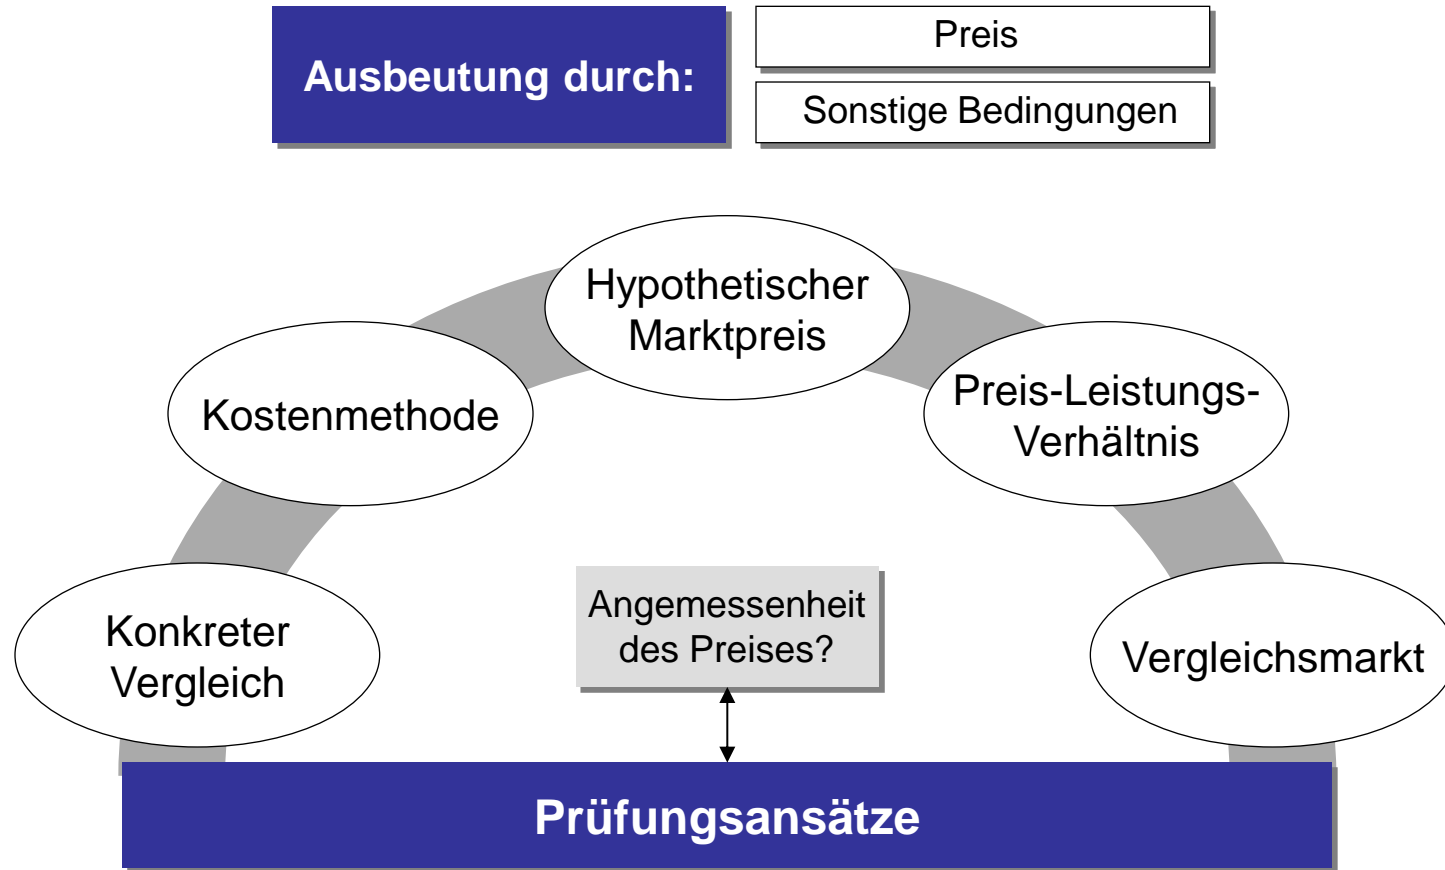 Ausbeutung durch:
Preis
Sonstige Bedingungen
Hypothetischer
Marktpreis
Kostenmethode
Preis-Leistungs-
Verhältnis
Konkreter
Vergleich
Angemessenheit
des Preises?
Vergleichsmarkt
Prüfungsansätze